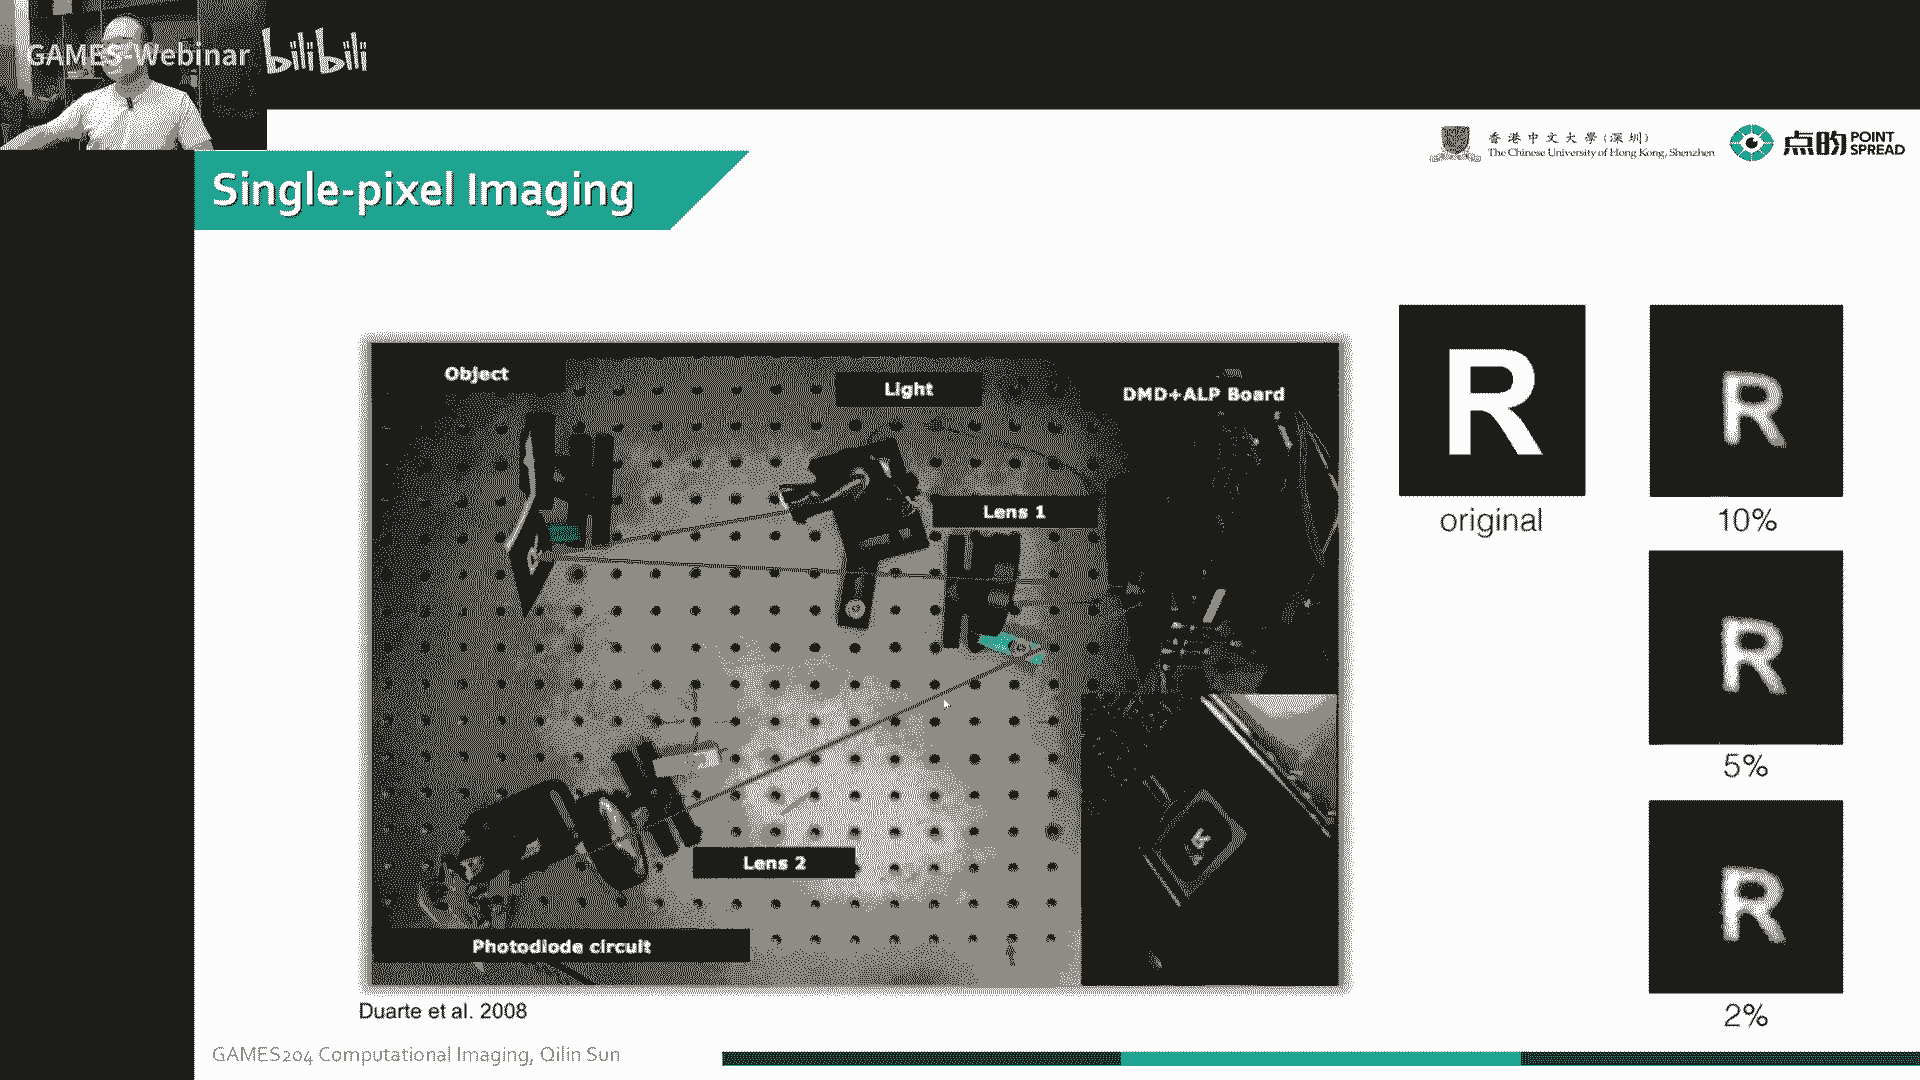 GAMES-Webinar bilibili
香港中文大學(深圳)
The Chinese University of Hong Kong, Shenzhen
点昀 POINT SPREAD
Single-pixel Imaging
Object
Light
DMD+ALP Board
Lens 1
Lens 2
Photodiode circuit
R
original
R
10%
R
5%
R
2%
Duarte et al. 2008
GAMES204 Computational Imaging, Qilin Sun